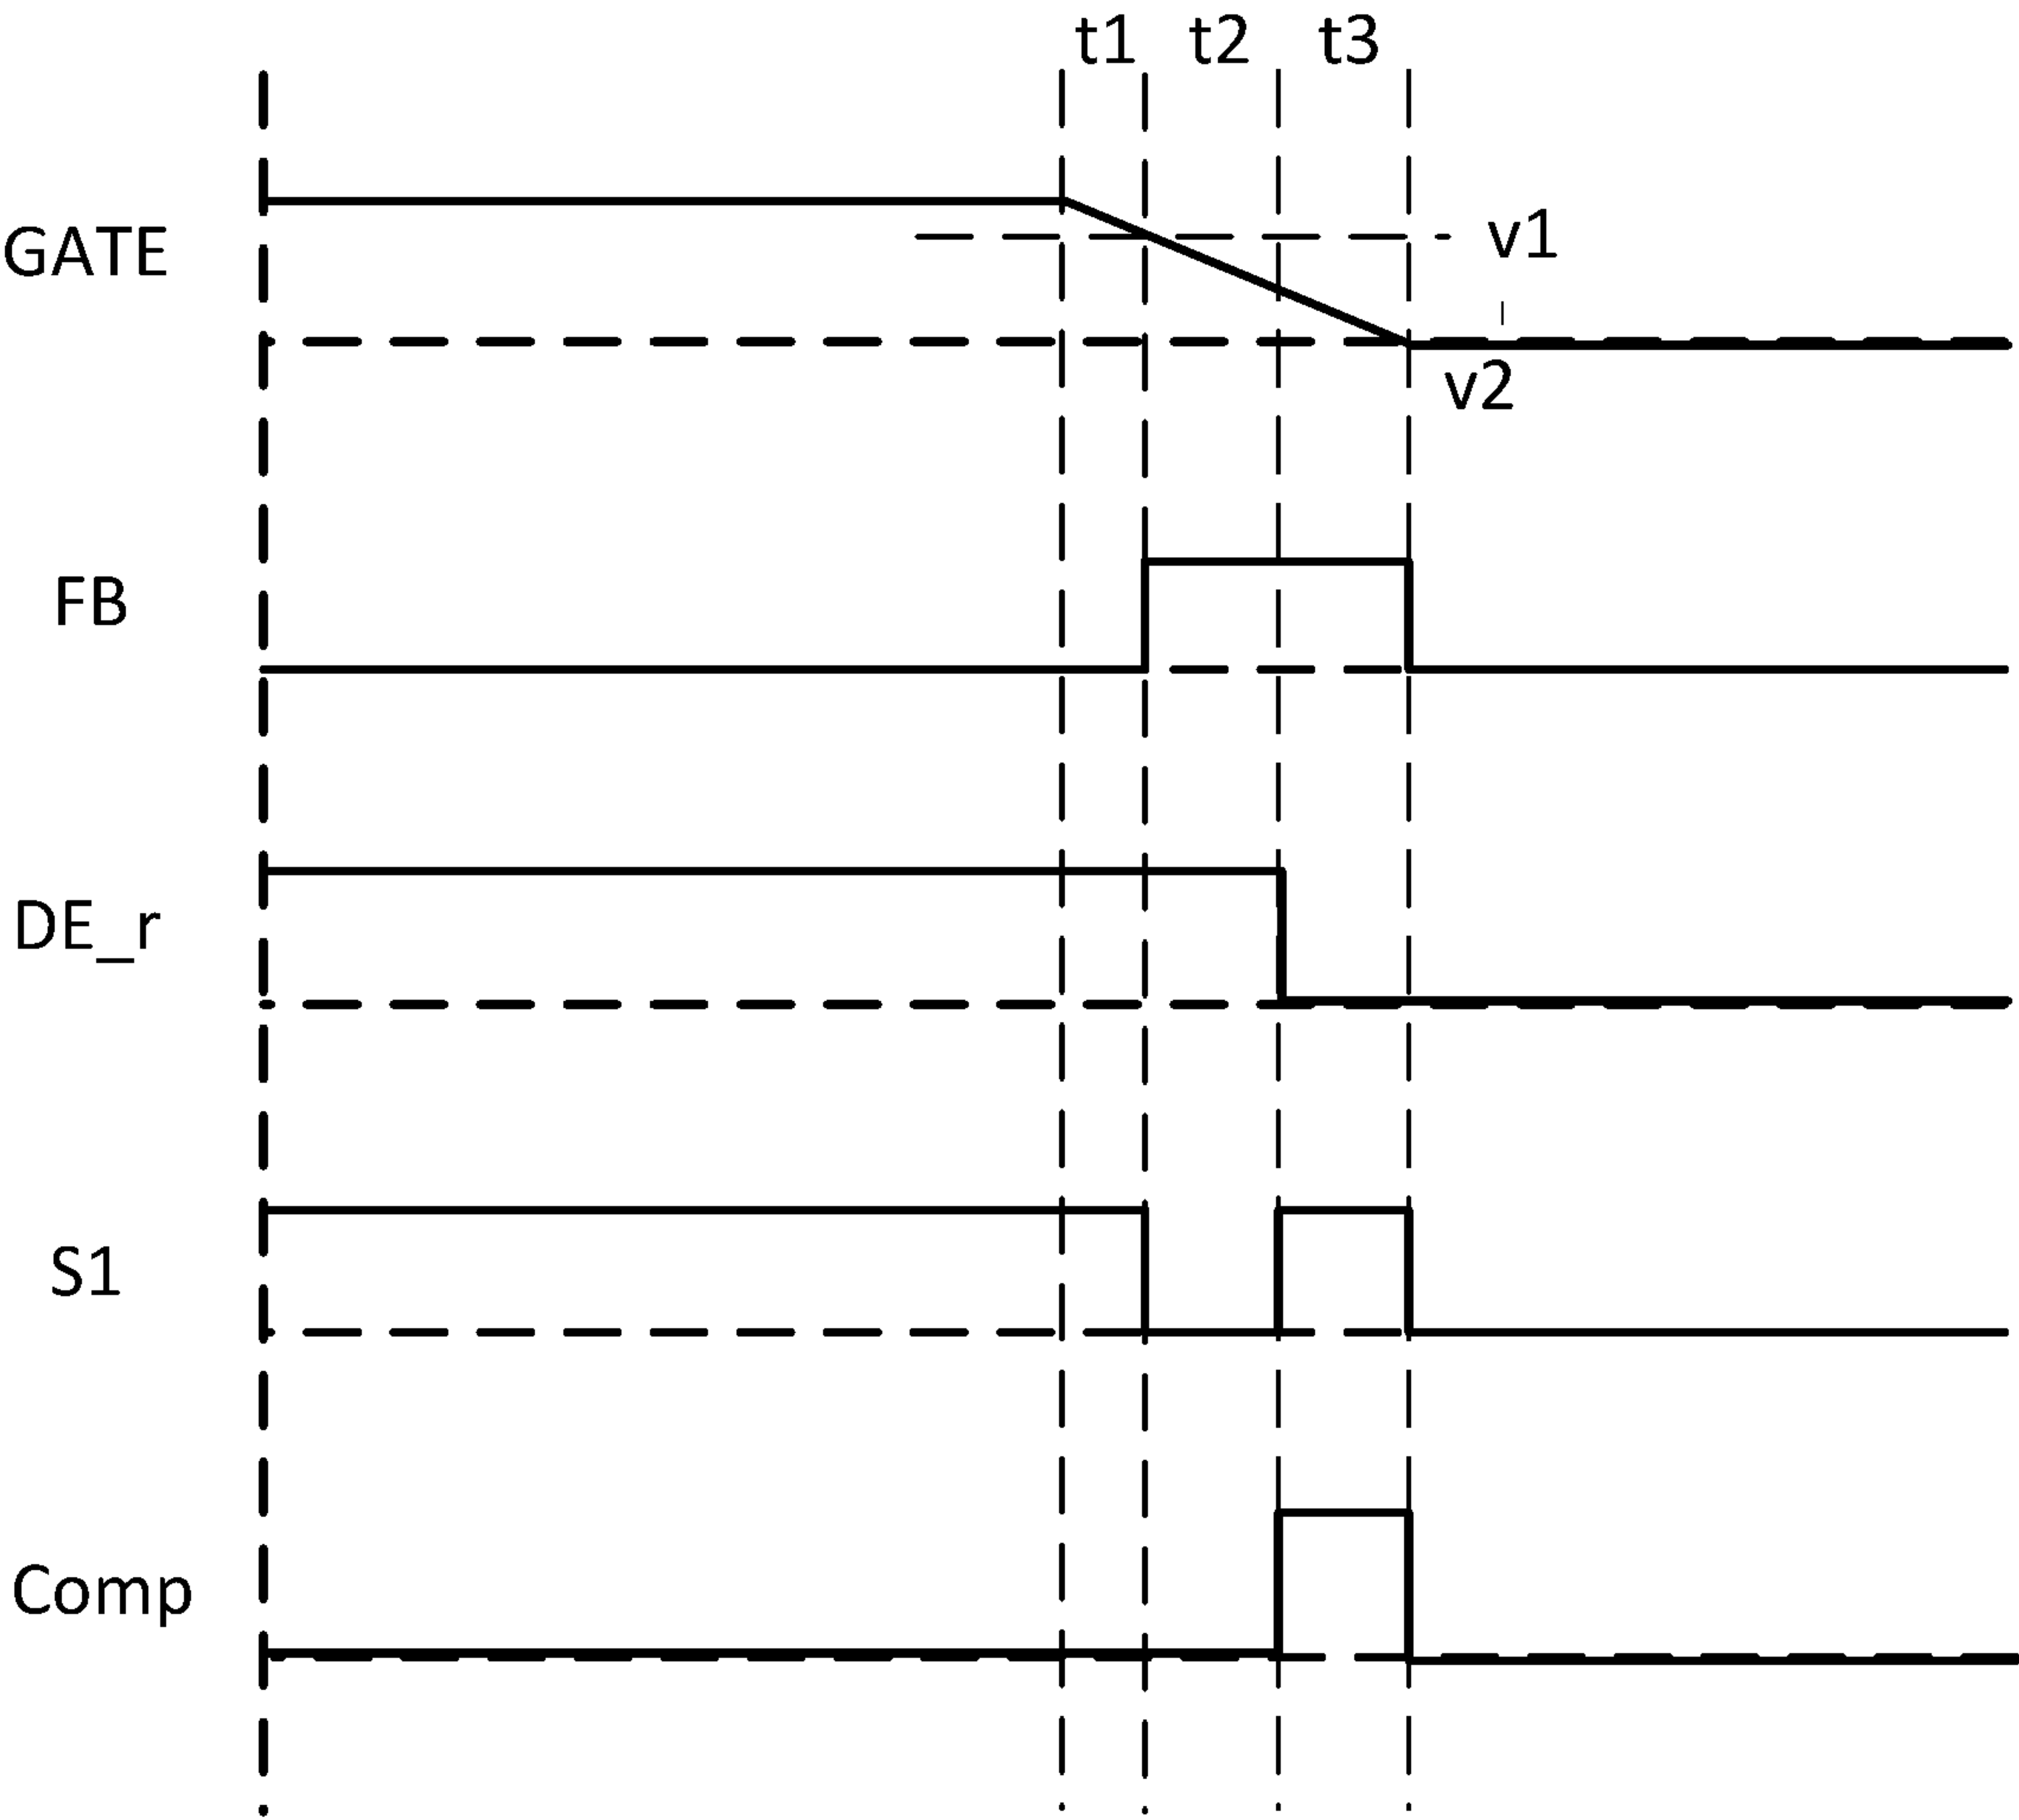 t1 t2 t3
GATE
v1
v2
FB
DE_r
S1
Comp